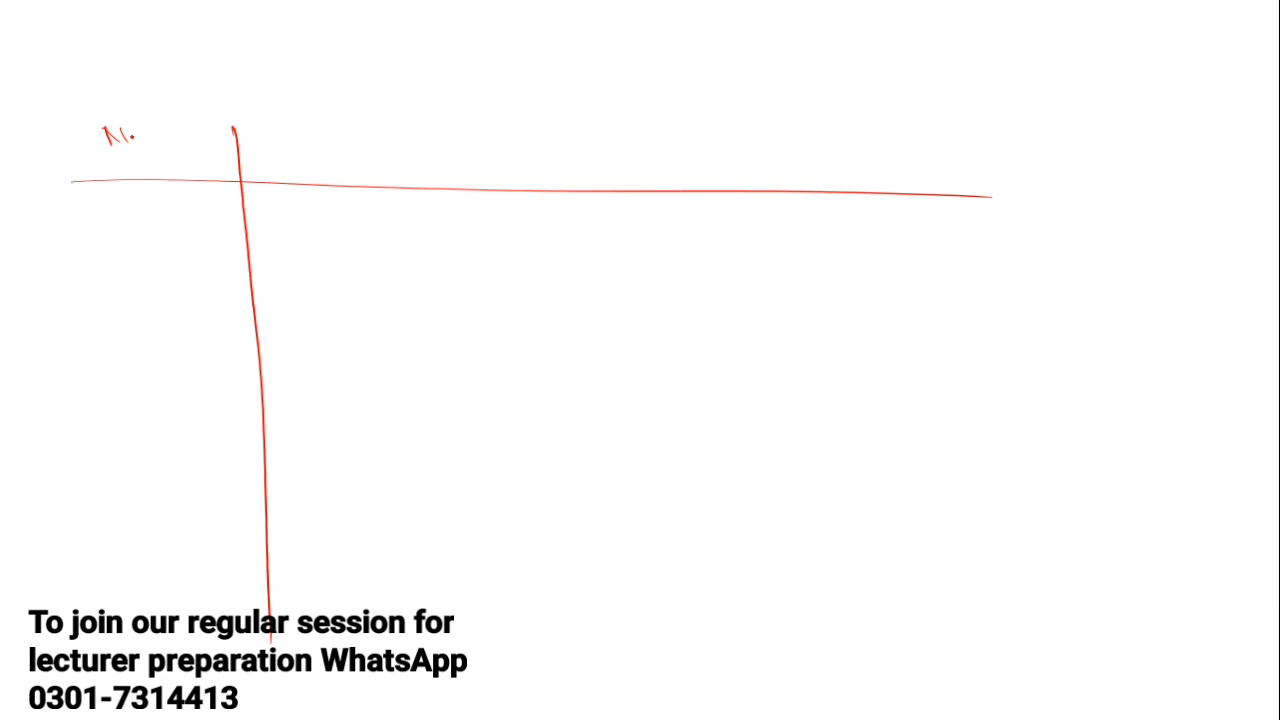 To join our regular session for
lecturer preparation WhatsApp
0301-7314413